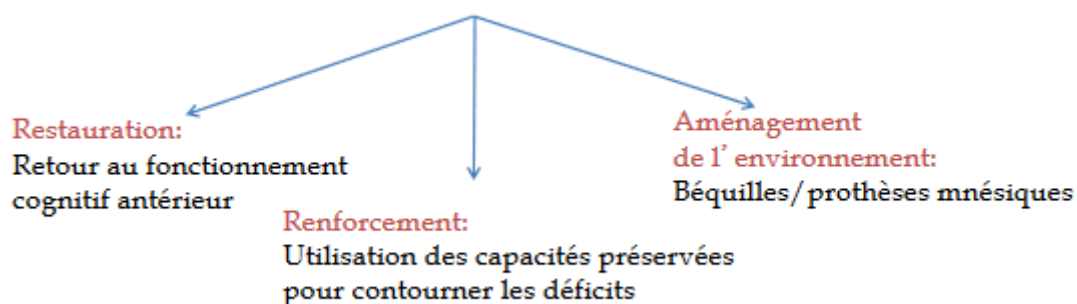 Restauration:
Retour au fonctionnement
cognitif antérieur
Renforcement:
Utilisation des capacités préservées
pour contourner les déficits
Aménagement
de l' environnement:
Béquilles/prothèses mnésiques